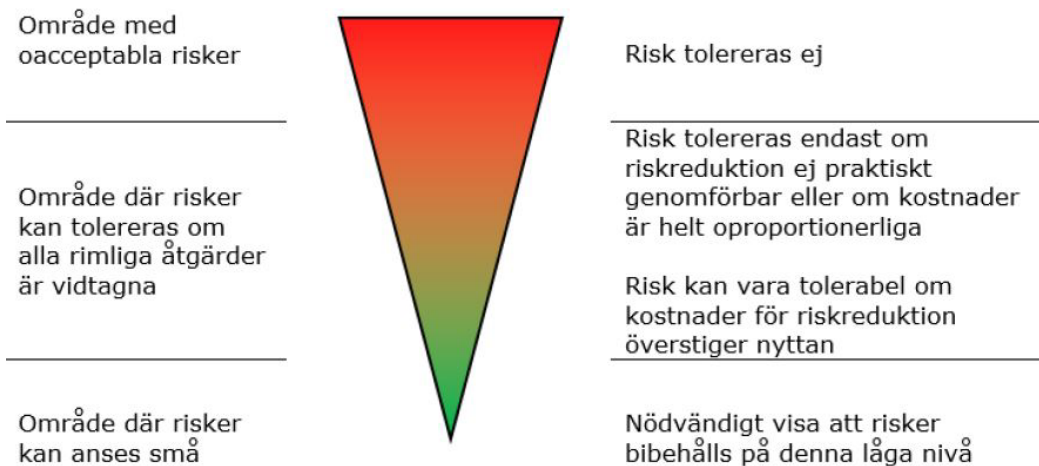 Område med
oacceptabla risker
Risk tolereras ej
Område där risker
kan tolereras om
alla rimliga åtgärder
är vidtagna
Risk tolereras endast om
riskreduktion ej praktiskt
genomförbar eller om kostnader
är helt oproportionerliga
Risk kan vara tolerabel om
kostnader för riskreduktion
överstiger nyttan
Område där risker
kan anses små
Nödvändigt visa att risker
bibehålls på denna låga nivå